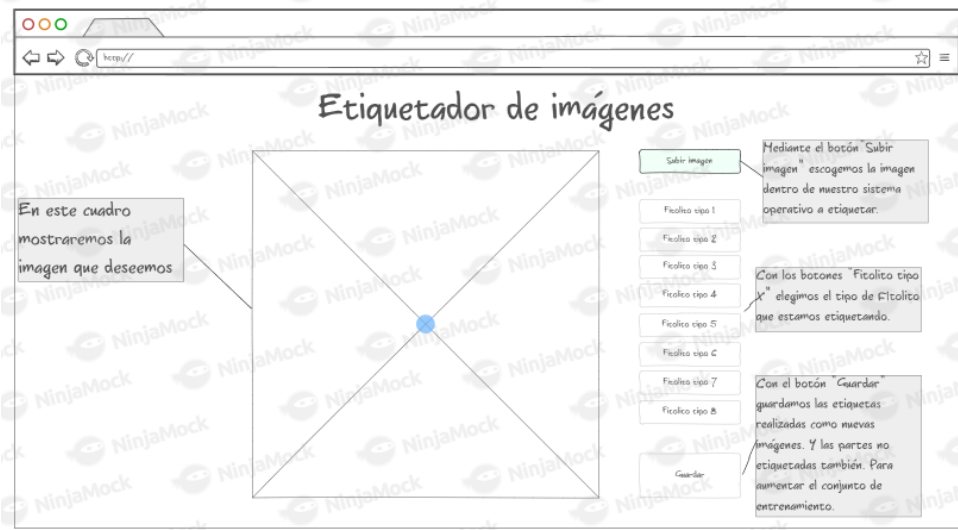 http://
Etiquetador de imágenes
En este cuadro
mostraremos la
imagen que deseemos
Subir imagen
Fitolito tipo 1
Fitolito tipo 2
Fitolito tipo 3
Fitolito tipo 4
Fitolito tipo 5
Fitolito tipo 6
Fitolito tipo 7
Fitolito tipo 8
Guardar
Mediante el botón "Subir
imagen" escogemos la imagen
dentro de nuestro sistema
operativo a etiquetar.
Con los botones "Fitolito tipo
X" elegimos el tipo de fitolito
que estamos etiquetando.
Con el botón "Guardar"
guardamos las etiquetas
realizadas como nuevas
imágenes. Y las partes no
etiquetadas también. Para
aumentar el conjunto de
entrenamiento.
NinjaMock